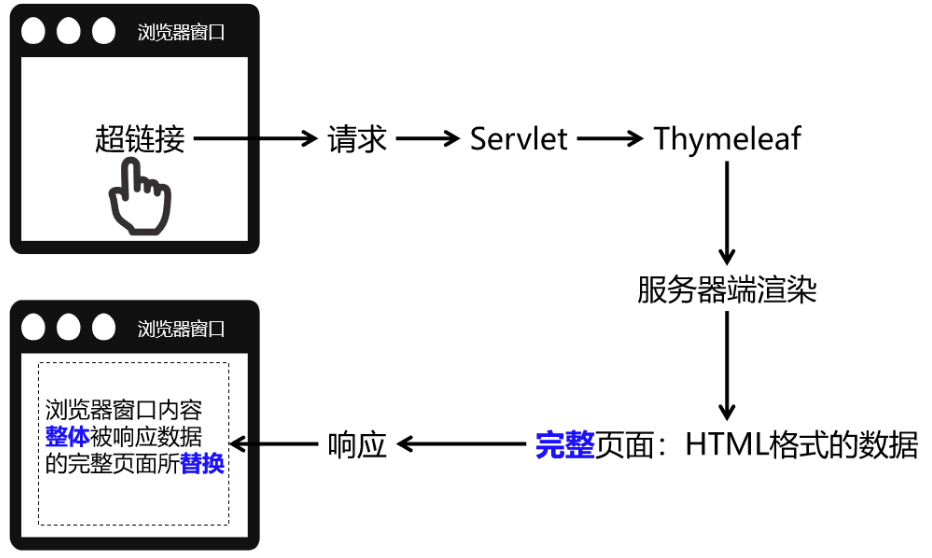 浏览器窗口
超链接
请求
Servlet
Thymeleaf
服务器端渲染
完整页面：HTML格式的数据
响应
浏览器窗口
浏览器窗口内容
整体被响应数据
的完整页面所替换